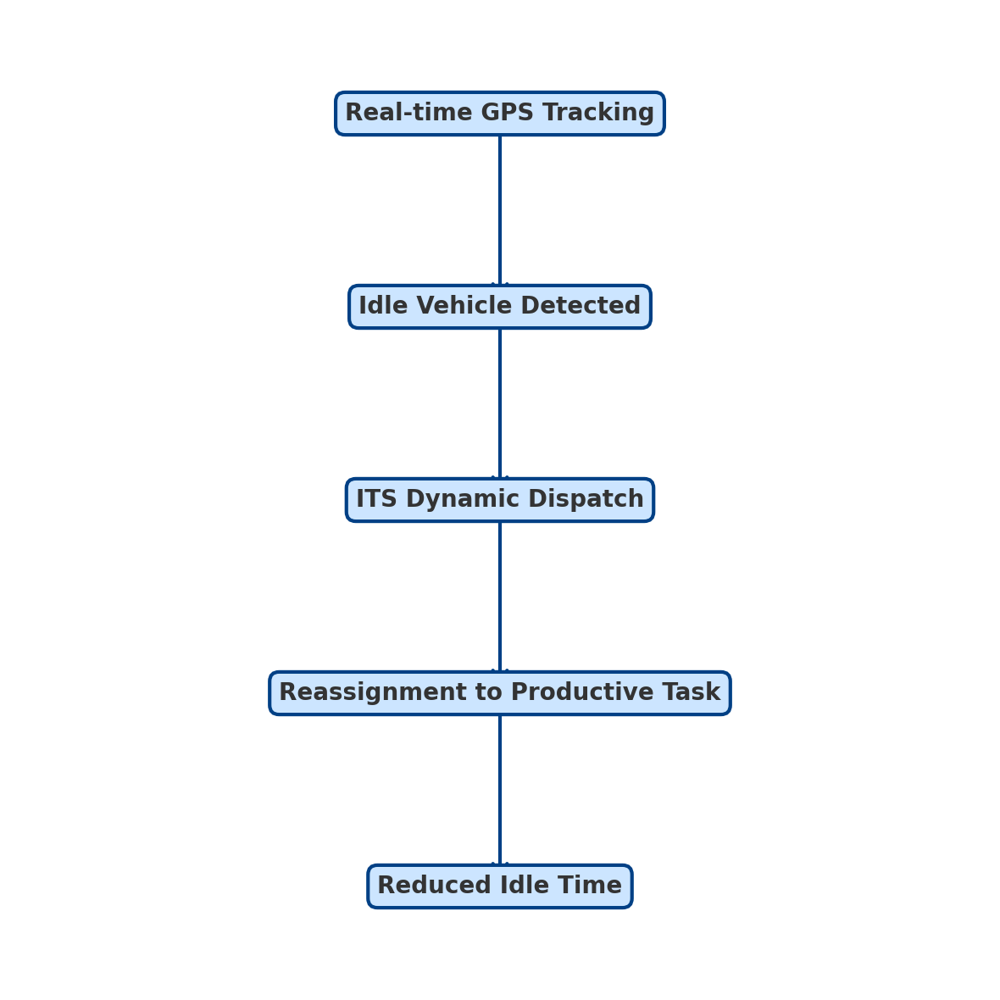 Real-time GPS Tracking
Idle Vehicle Detected
ITS Dynamic Dispatch
Reassignment to Productive Task
Reduced Idle Time